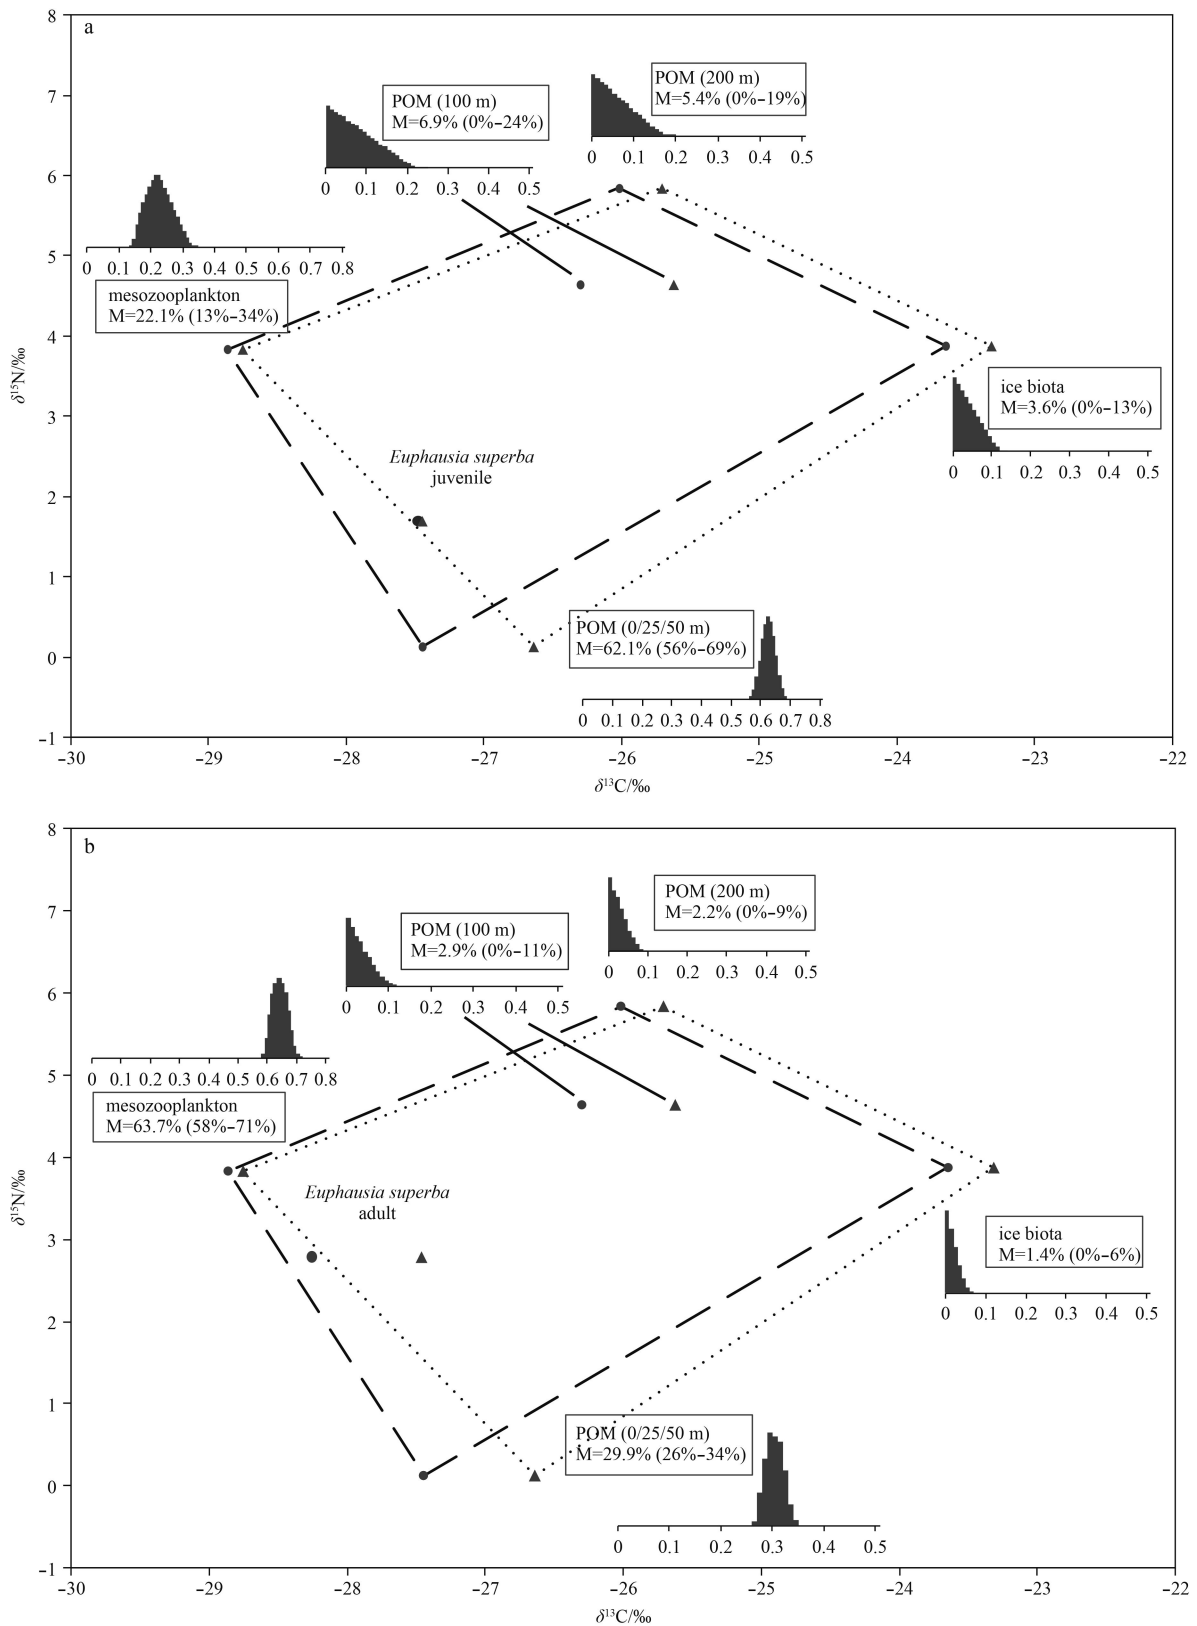 a
8
7
6
5
4
3
2
1
0
−1
δ¹⁵N/‰
POM (100 m)
M=6.9% (0%−24%)
0 0.1 0.2 0.3 0.4 0.5
POM (200 m)
M=5.4% (0%−19%)
0 0.1 0.2 0.3 0.4 0.5
0 0.1 0.2 0.3 0.4 0.5 0.6 0.7 0.8
mesozooplankton
M=22.1% (13%−34%)
ice biota
M=3.6% (0%−13%)
0 0.1 0.2 0.3 0.4 0.5
Euphausia superba
juvenile
POM (0/25/50 m)
M=62.1% (56%−69%)
0 0.1 0.2 0.3 0.4 0.5 0.6 0.7 0.8
−30 −29 −28 −27 −26 −25 −24 −23 −22
δ¹³C/‰
b
8
7
6
5
4
3
2
1
0
−1
δ¹⁵N/‰
POM (100 m)
M=2.9% (0%−11%)
0 0.1 0.2 0.3 0.4 0.5
POM (200 m)
M=2.2% (0%−9%)
0 0.1 0.2 0.3 0.4 0.5
0 0.1 0.2 0.3 0.4 0.5 0.6 0.7 0.8
mesozooplankton
M=63.7% (58%−71%)
Euphausia superba
adult
ice biota
M=1.4% (0%−6%)
0 0.1 0.2 0.3 0.4 0.5
POM (0/25/50 m)
M=29.9% (26%−34%)
0 0.1 0.2 0.3 0.4 0.5
−30 −29 −28 −27 −26 −25 −24 −23 −22
δ¹³C/‰